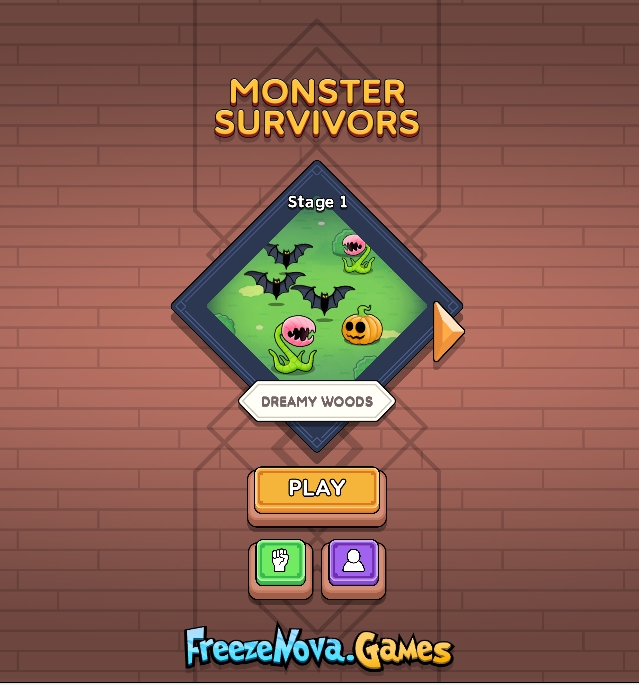 MONSTER
SURVIVORS
Stage 1
DREAMY WOODS
PLAY
FreezeNova.Games